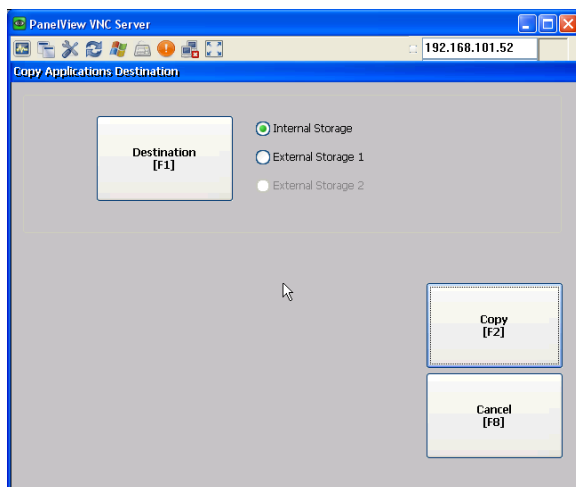 PanelView VNC Server
192.168.101.52
Copy Applications Destination
Destination
[F1]
Internal Storage
External Storage 1
External Storage 2
Copy
[F2]
Cancel
[F8]